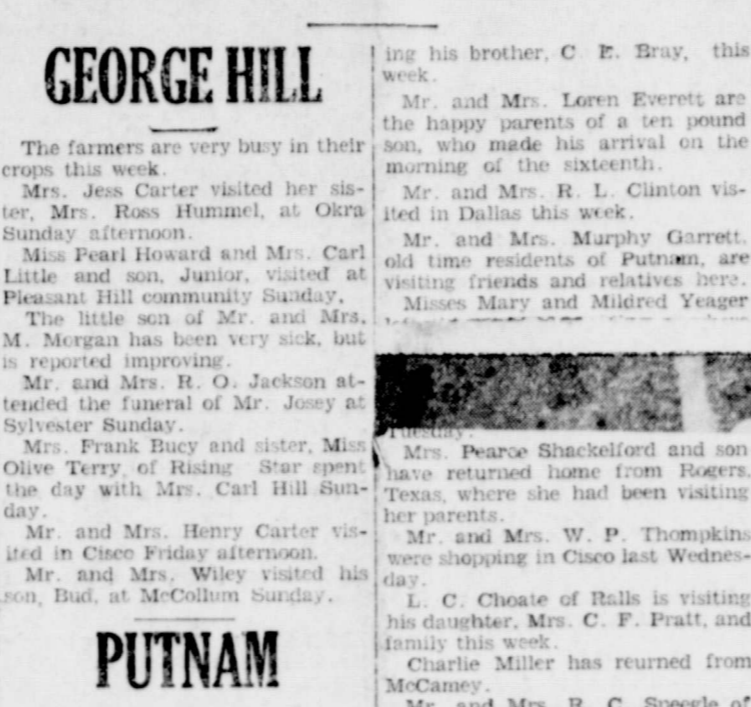 GEORGE HILL
The farmers are very busy in their
crops this week.
Mrs. Jess Carter visited her sis-
ter, Mrs. Ross Hummel, at Okra
Sunday afternoon.
Miss Pearl Howard and Mrs. Carl
Little and son, Junior, visited at
Pleasant Hill community Sunday.
The little son of Mr. and Mrs.
M. Morgan has been very sick, but
is reported improving.
Mr. and Mrs. R. O. Jackson at-
tended the funeral of Mr. Josey at
Sylvester Sunday.
Mrs. Frank Bucy and sister, Miss
Olive Terry, of Rising Star spent
the day with Mrs. Carl Hill Sun-
day.
Mr. and Mrs. Henry Carter vis-
ited in Cisco Friday afternoon.
Mr. and Mrs. Wiley visited his
son, Bud, at McCollum Sunday.
PUTNAM
ing his brother, C E. Bray, this
week.
Mr. and Mrs. Loren Everett are
the happy parents of a ten pound
son, who made his arrival on the
morning of the sixteenth.
Mr. and Mrs. R. L. Clinton vis-
ited in Dallas this week.
Mr. and Mrs. Murphy Garrett,
old time residents of Putnam, are
visiting friends and relatives here.
Misses Mary and Mildred Yeager
Tuesday.
Mrs. Pearce Shackelford and son
have returned home from Rogers,
Texas, where she had been visiting
her parents.
Mr. and Mrs. W. P. Thompkins
were shopping in Cisco last Wednes-
day.
L. C. Choate of Ralls is visiting
his daughter, Mrs. C. F. Pratt, and
family this week.
Charlie Miller has reurned from
McCamey.
Mr. and Mrs. R. C. Speegle of